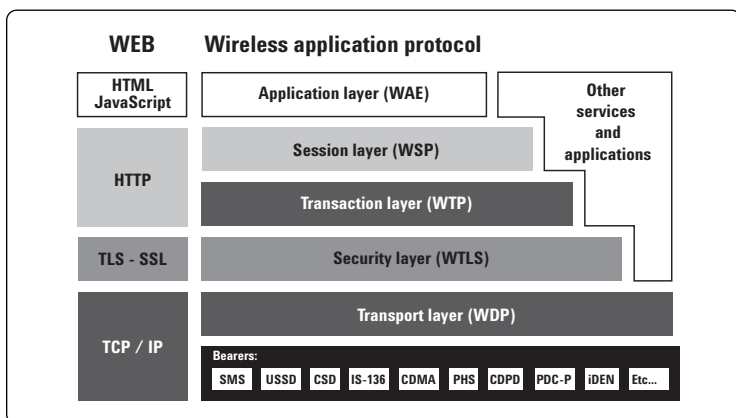 WEB Wireless application protocol
HTML
JavaScript
Application layer (WAE)
Other
services
and
applications
HTTP
Session layer (WSP)
Transaction layer (WTP)
TLS - SSL
Security layer (WTLS)
TCP / IP
Transport layer (WDP)
Bearers:
SMS USSD CSD IS-136 CDMA PHS CDPD PDC-P iDEN Etc...